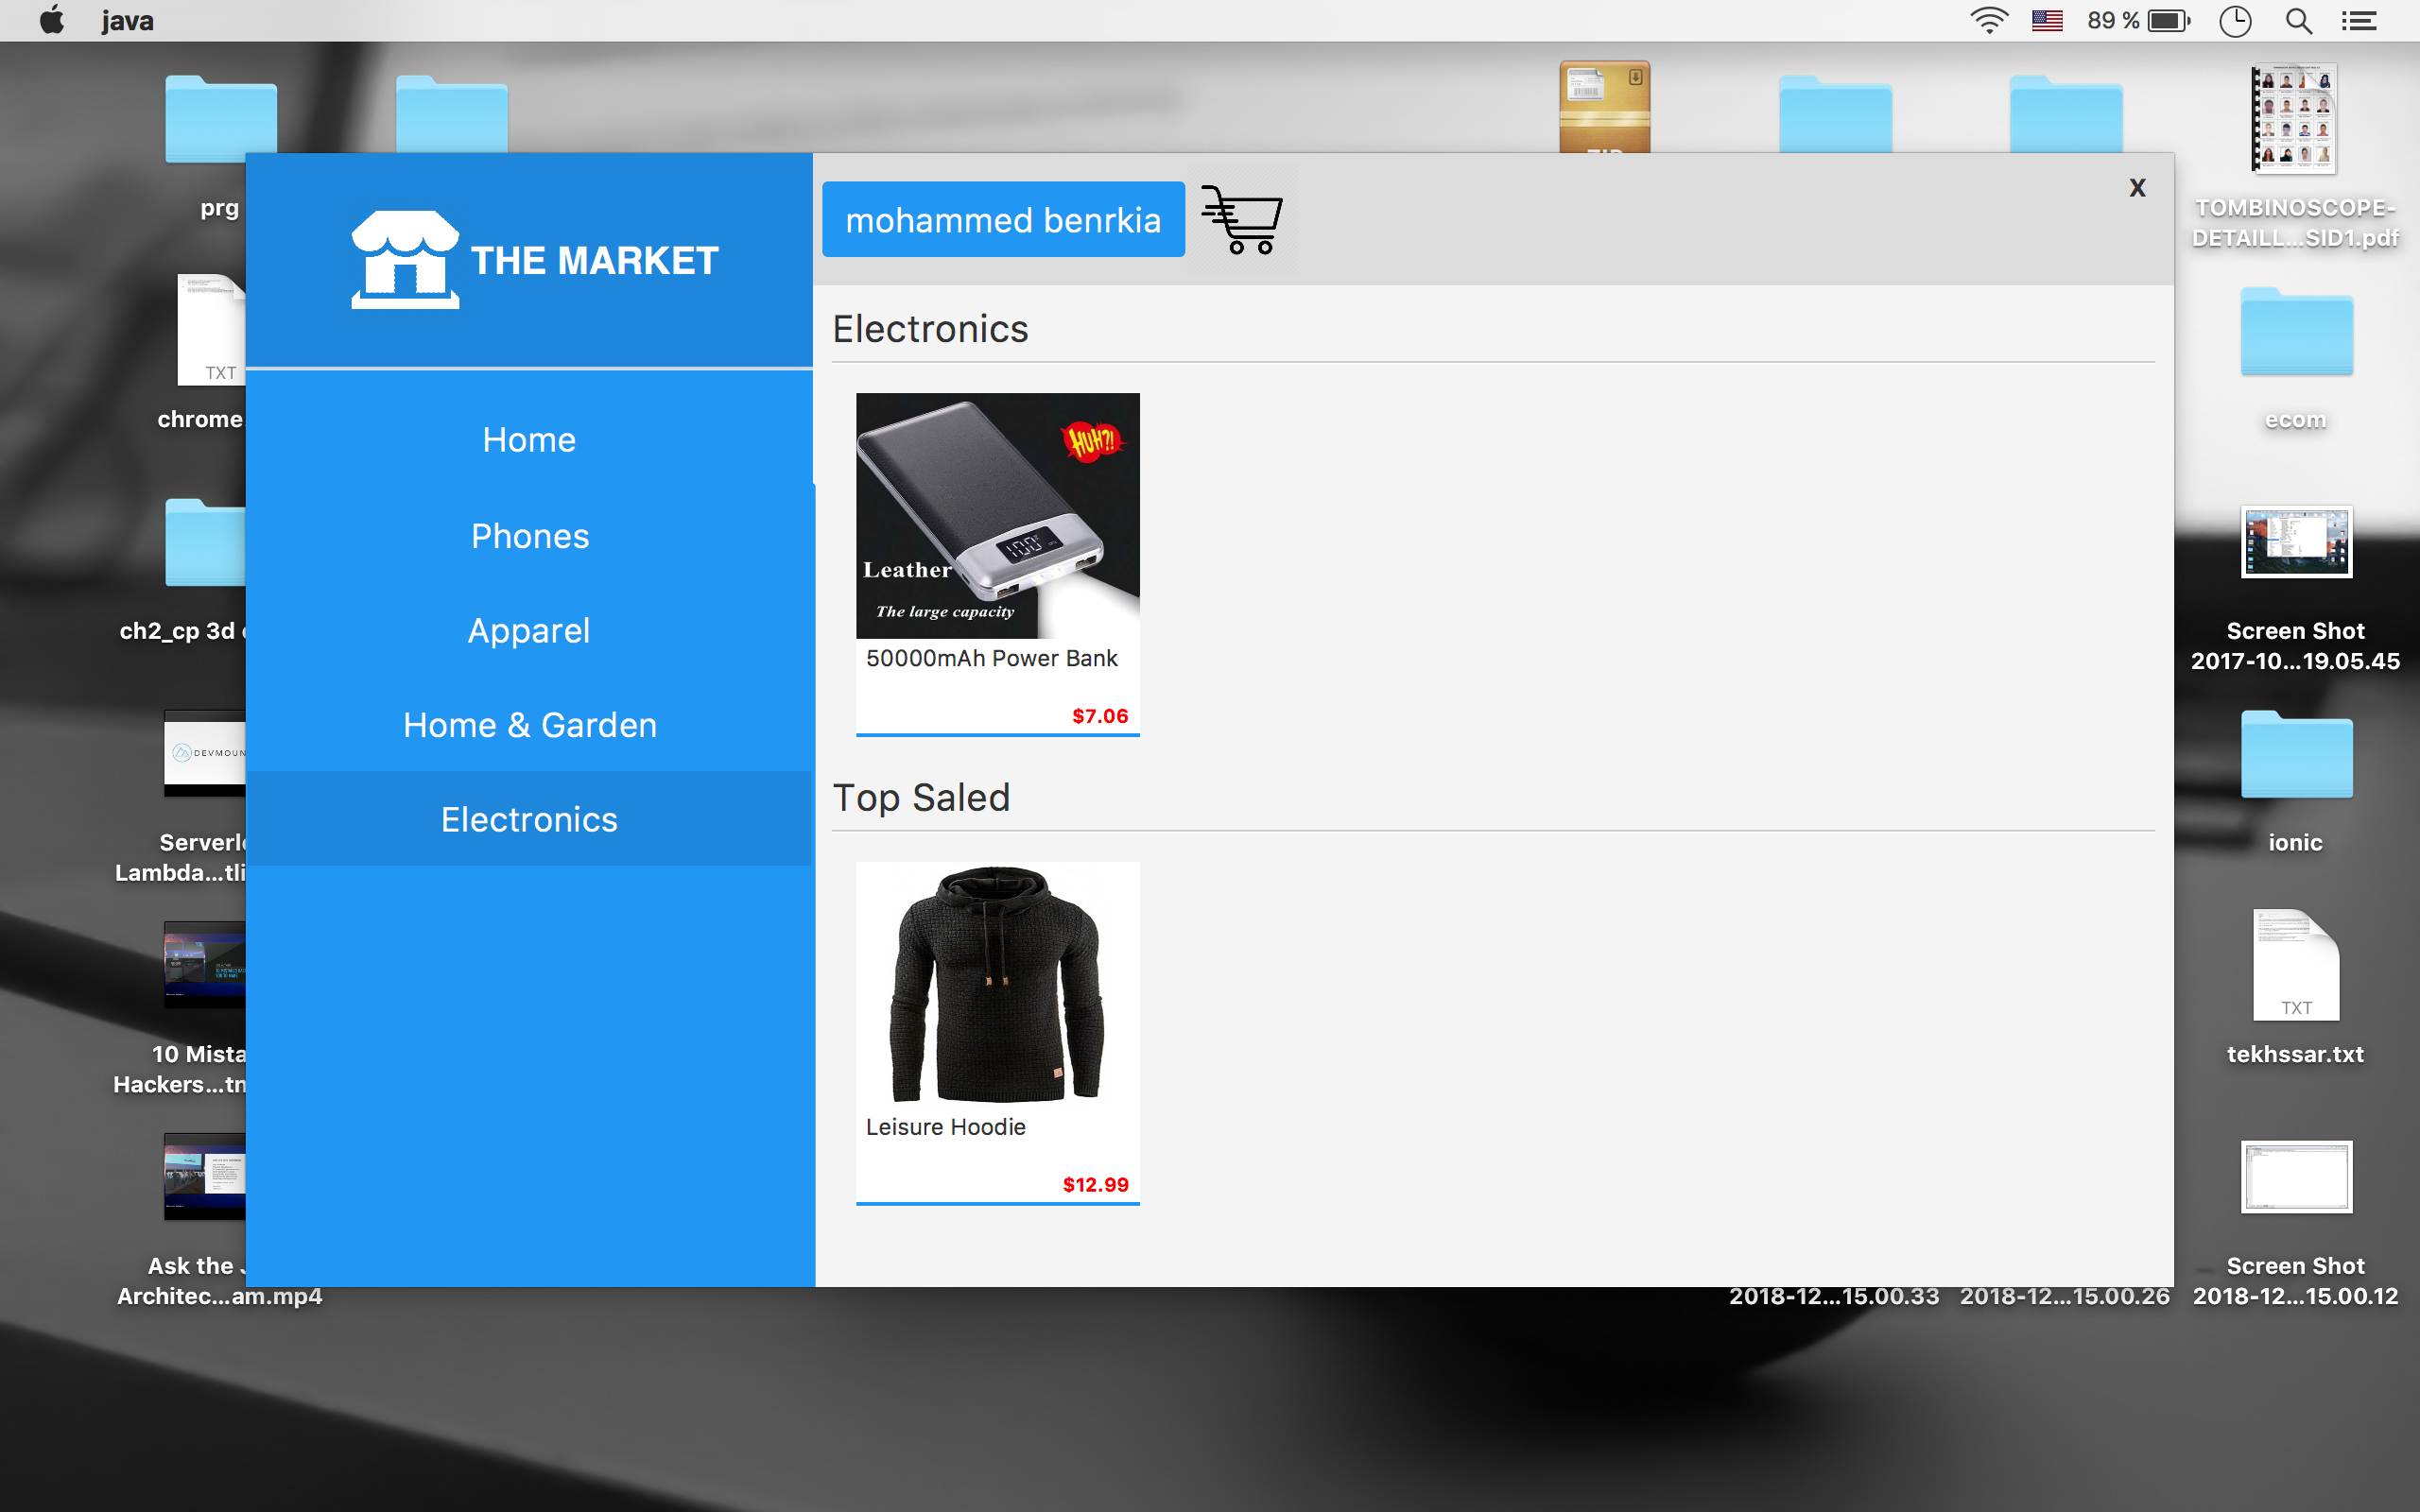 java
89 %
prg
TXT
chrome.
ch2_cp 3d
DEVMOUN
Serverl
Lambda...tli
10 Mista
Hackers...tn
Ask the
Architec...am.mp4
THE MARKET
Home
Phones
Apparel
Home & Garden
Electronics
mohammed benrkia
x
Electronics
HUH?!
100
Leather
The large capacity
50000mAh Power Bank
$7.06
Top Saled
Leisure Hoodie
$12.99
ZIP
TOMBINOSCOPE-
DETAILL...SID1.pdf
ecom
Screen Shot
2017-10...19.05.45
ionic
TXT
tekhssar.txt
Screen Shot
2018-12...15.00.33
2018-12...15.00.26
2018-12...15.00.12